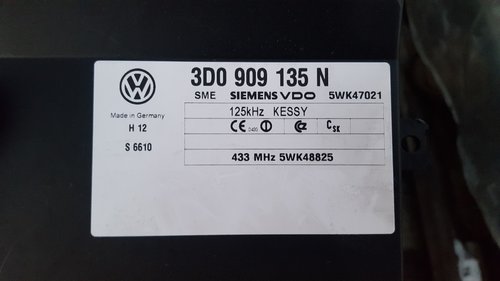 3D0 909 135 N
SME SIEMENS VDO 5WK47021
Made in Germany
125kHz KESSY
H 12
S 6610
433 MHz 5WK48825